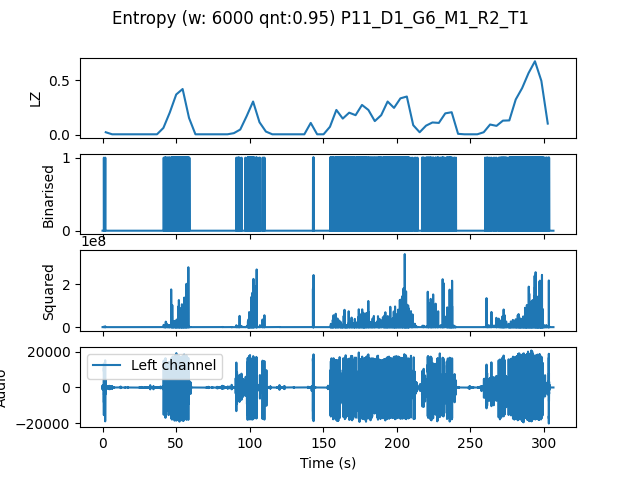 Entropy (w: 6000 qnt:0.95) P11_D1_G6_M1_R2_T1
LZ
0.5
0.0
Binarised
1
0
1e8
Squared
2
0
Audio
20000
0
−20000
Left channel
0 50 100 150 200 250 300
Time (s)